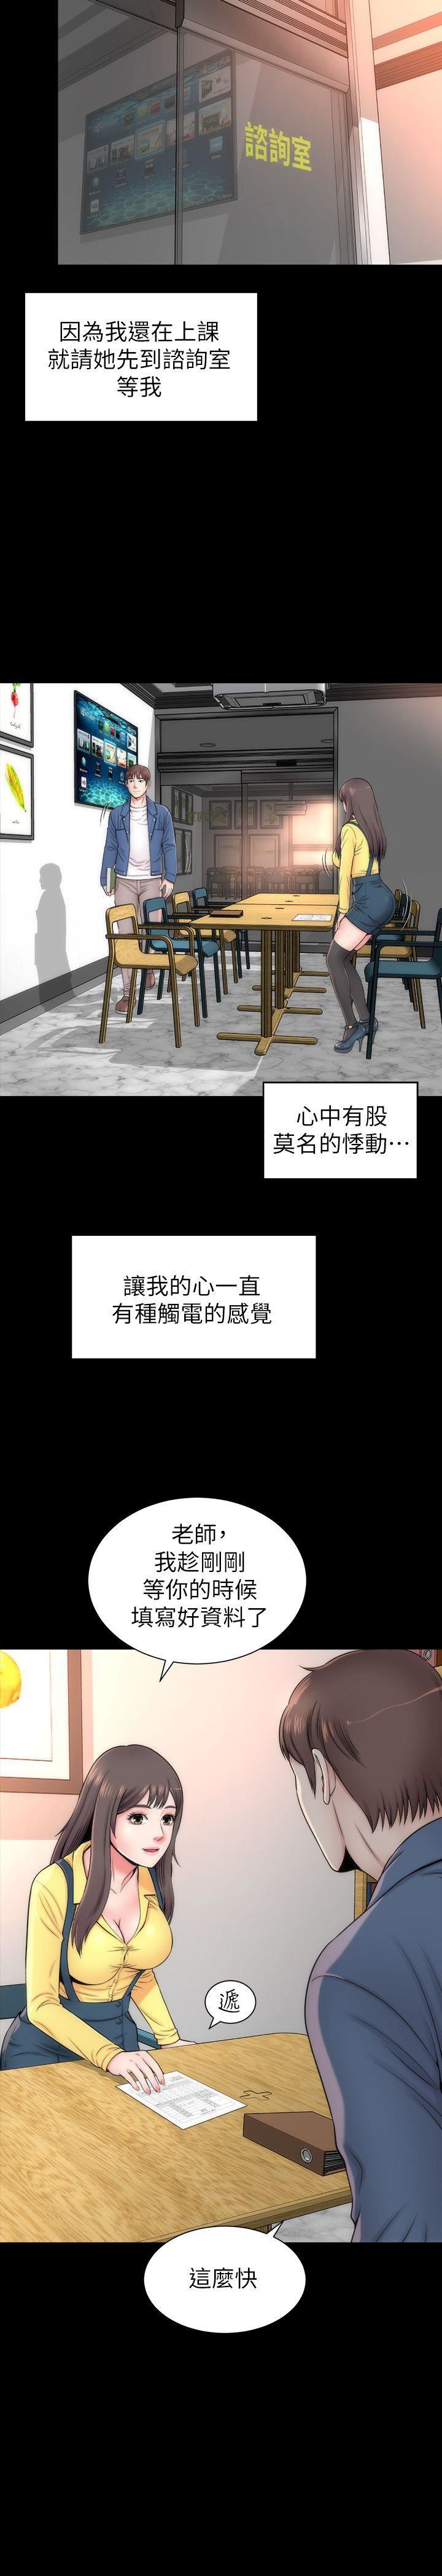 諮詢室
因為我還在上課
就請她先到諮詢室
等我
心中有股
莫名的悸動⋯
讓我的心一直
有種觸電的感覺
老師,
我趁剛剛
等你的時候
填寫好資料了
遞
這麼快